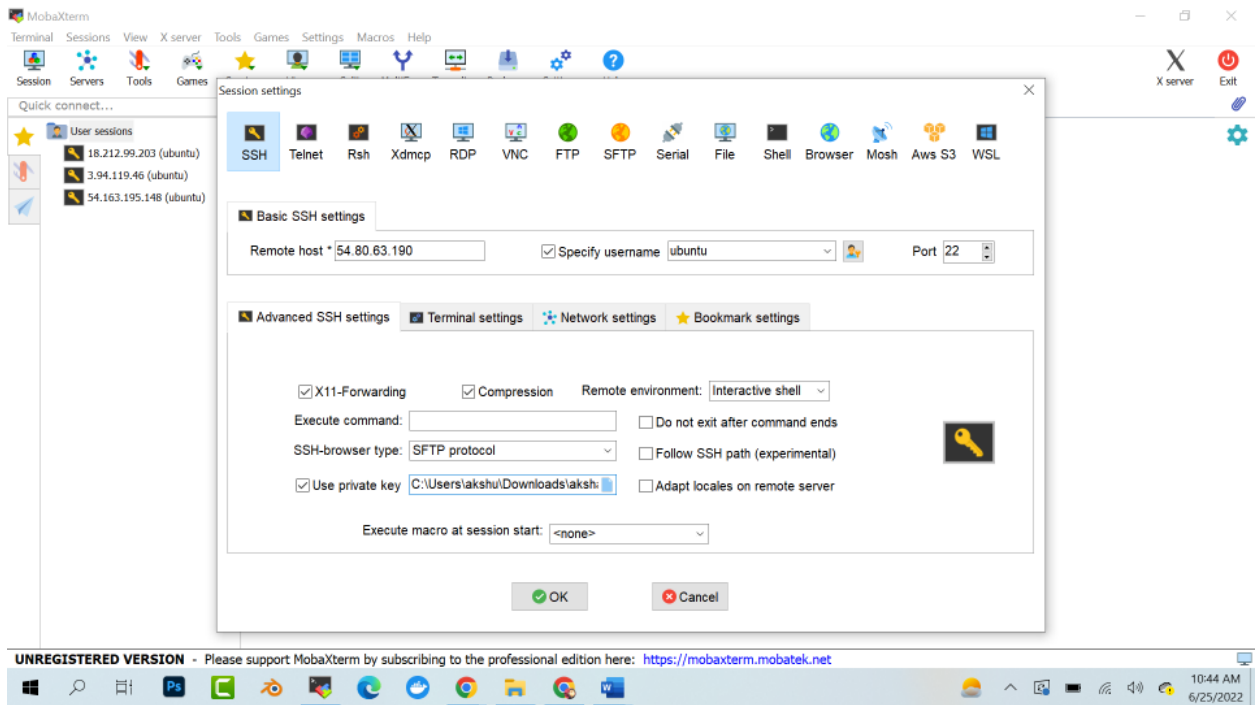 MobaXterm
Terminal Sessions View X server Tools Games Settings Macros Help
Session Servers Tools Games X server Exit
Quick connect...
User sessions
18.212.99.203 (ubuntu)
3.94.119.46 (ubuntu)
54.163.195.148 (ubuntu)
Session settings
SSH Telnet Rsh Xdmcp RDP VNC FTP SFTP Serial File Shell Browser Mosh Aws S3 WSL
Basic SSH settings
Remote host * 54.80.63.190 Specify username ubuntu Port 22
Advanced SSH settings Terminal settings Network settings Bookmark settings
X11-Forwarding Compression Remote environment: Interactive shell
Execute command: Do not exit after command ends
SSH-browser type: SFTP protocol Follow SSH path (experimental)
Use private key C:\Users\akshu\Downloads\aksha Adapt locales on remote server
Execute macro at session start: <none>
OK Cancel
UNREGISTERED VERSION - Please support MobaXterm by subscribing to the professional edition here: https://mobaxterm.mobatek.net
Ps
10:44 AM
6/25/2022